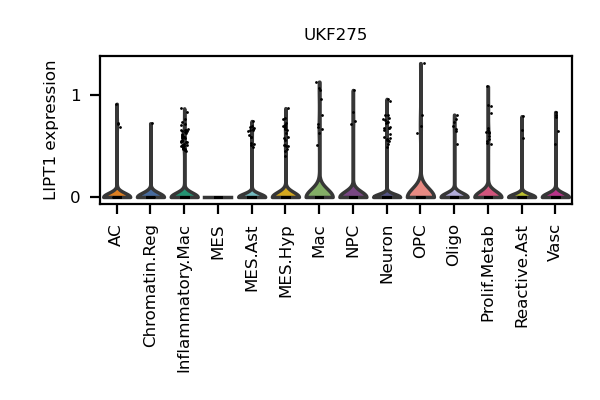 UKF275
LIPT1 expression
1
0
AC
Chromatin.Reg
Inflammatory.Mac
MES
MES.Ast
MES.Hyp
Mac
NPC
Neuron
OPC
Oligo
Prolif.Metab
Reactive.Ast
Vasc